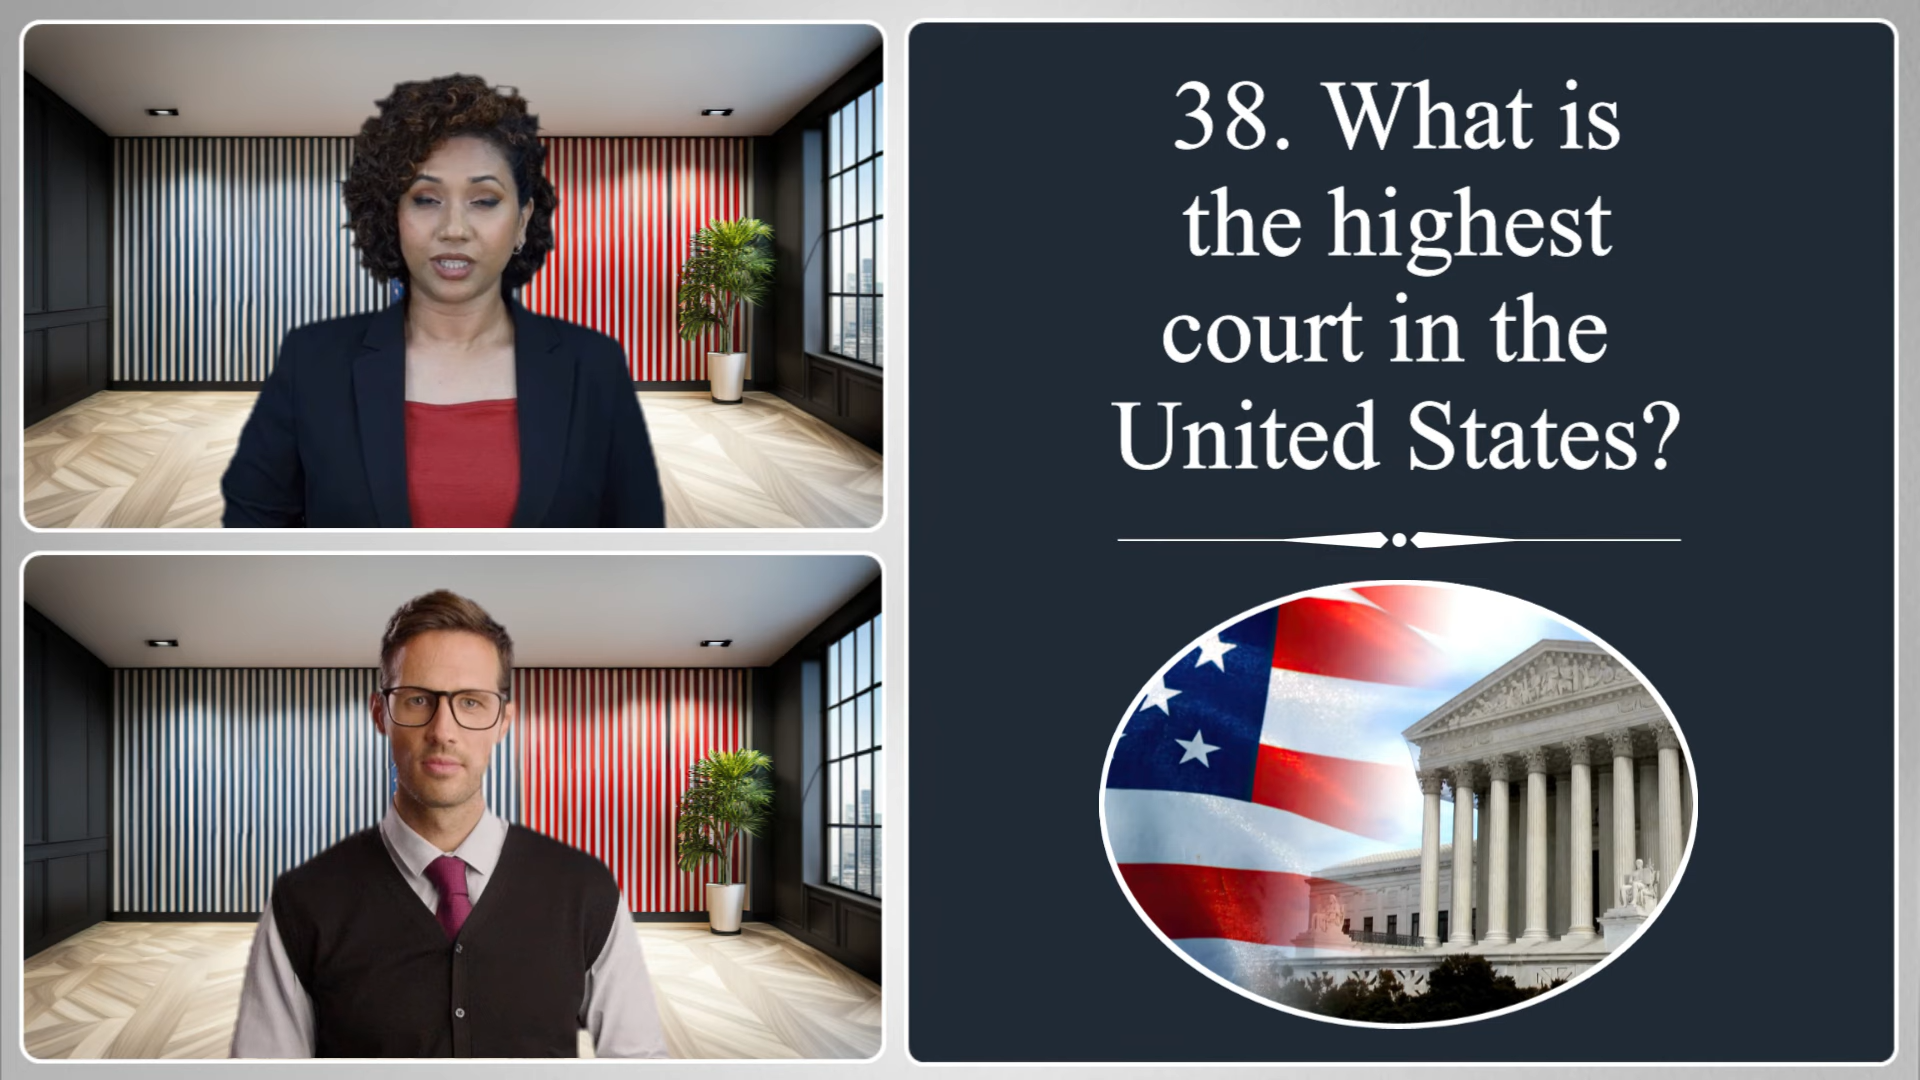 38. What is
the highest
court in the
United States?